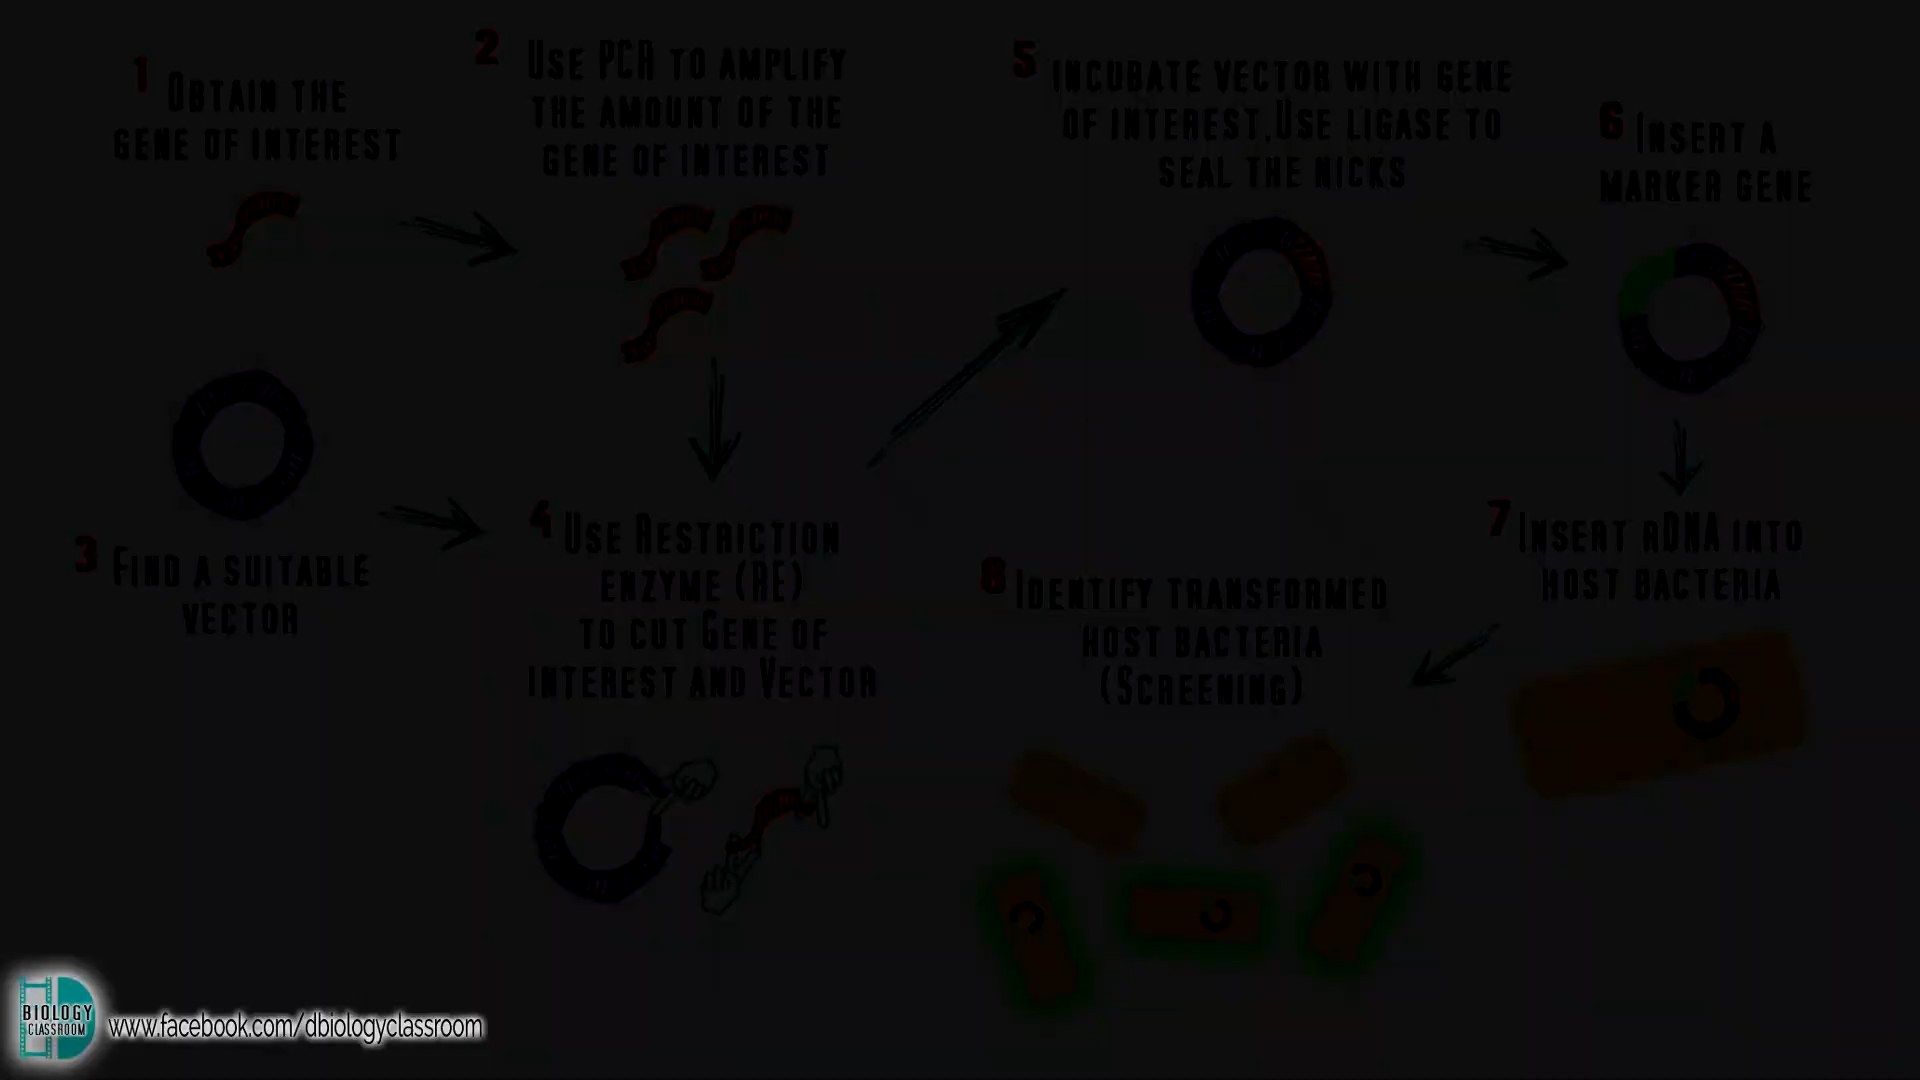 1 Obtain the
gene of interest
2 Use PCR to amplify
the amount of the
gene of interest
3 Find a suitable
vector
4 Use Restriction
enzyme (RE)
to cut Gene of
interest and Vector
5 incubate vector with gene
of interest.Use ligase to
seal the nicks
6 Insert a
marker gene
7 Insert rDNA into
host bacteria
8 Identify transformed
host bacteria
(Screening)
BIOLOGY
CLASSROOM
www.facebook.com/dbiologyclassroom